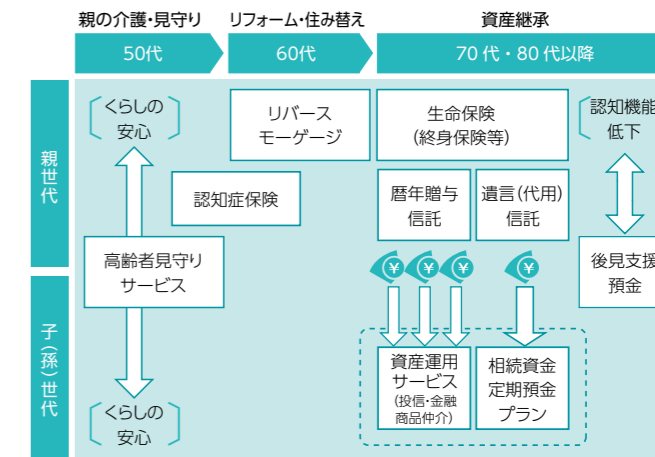 親の介護・見守り
リフォーム・住み替え
資産継承
50代
60代
70代・80代以降
親世代
子(孫)世代
くらしの
安心
リバース
モーゲージ
生命保険
(終身保険等)
認知機能
低下
認知症保険
暦年贈与
信託
遺言(代用)
信託
高齢者見守り
サービス
後見支援
預金
¥
¥
¥
¥
資産運用
サービス
(投信・金融
商品仲介)
相続資金
定期預金
プラン
くらしの
安心